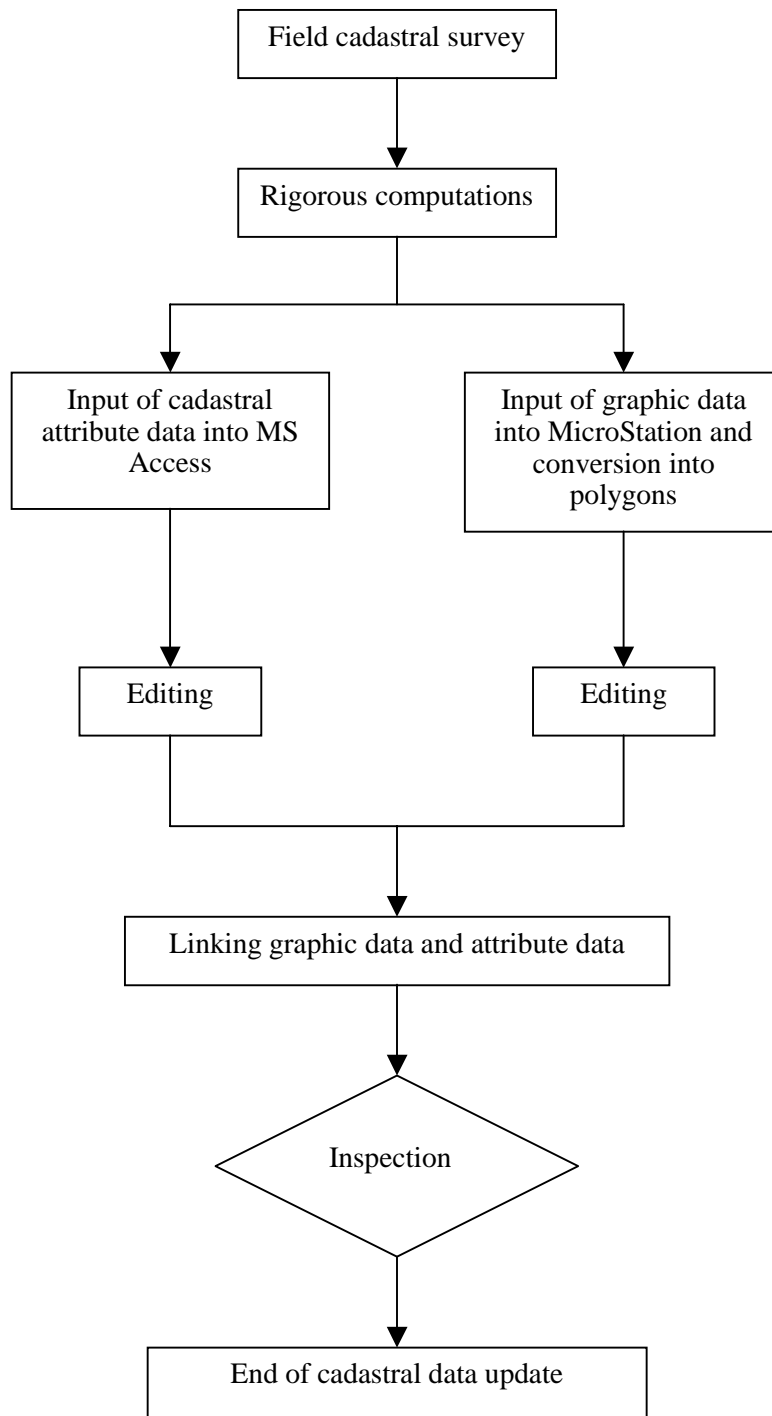 Field cadastral survey
Rigorous computations
Input of cadastral
attribute data into MS
Access
Input of graphic data
into MicroStation and
conversion into
polygons
Editing
Editing
Linking graphic data and attribute data
Inspection
End of cadastral data update